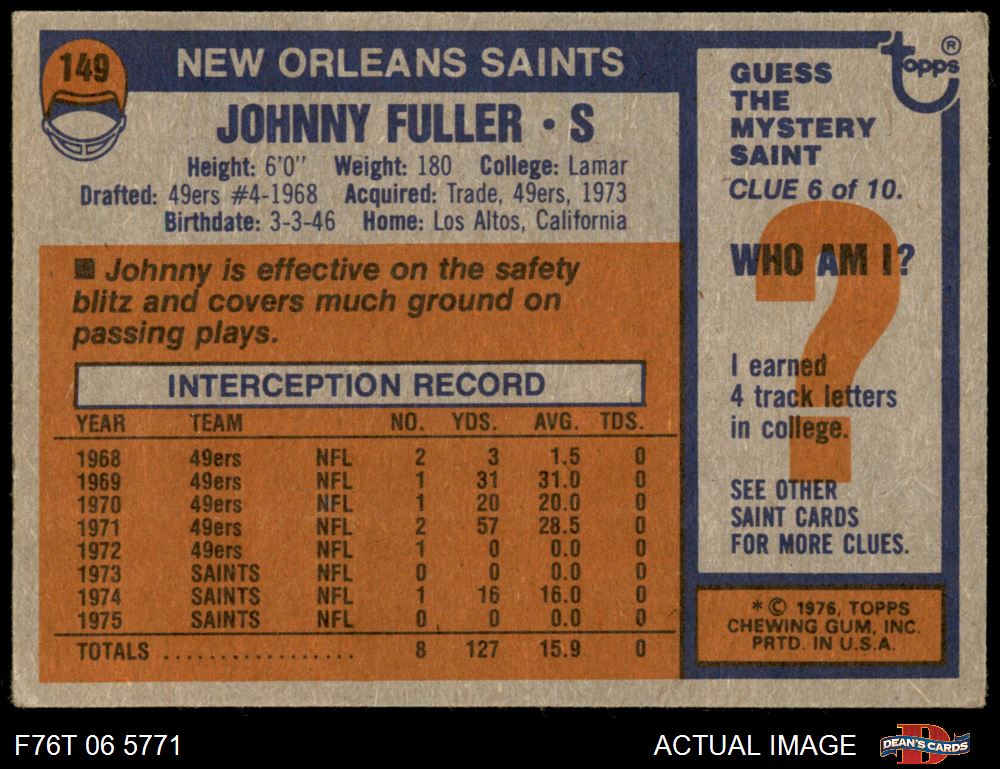 149
NEW ORLEANS SAINTS
JOHNNY FULLER • S
Height: 6'0" Weight: 180 College: Lamar
Drafted: 49ers #4-1968 Acquired: Trade, 49ers, 1973
Birthdate: 3-3-46 Home: Los Altos, California
■ Johnny is effective on the safety
blitz and covers much ground on
passing plays.
INTERCEPTION RECORD
YEAR TEAM NO. YDS. AVG. TDS.
1968 49ers NFL 2 3 1.5 0
1969 49ers NFL 1 31 31.0 0
1970 49ers NFL 1 20 20.0 0
1971 49ers NFL 2 57 28.5 0
1972 49ers NFL 1 0 0.0 0
1973 SAINTS NFL 0 0 0.0 0
1974 SAINTS NFL 1 16 16.0 0
1975 SAINTS NFL 0 0 0.0 0
TOTALS .................. 8 127 15.9 0
topps ®
GUESS
THE
MYSTERY
SAINT
CLUE 6 of 10.
WHO AM I?
?
I earned
4 track letters
in college.
SEE OTHER
SAINT CARDS
FOR MORE CLUES.
* © 1976, TOPPS
CHEWING GUM, INC.
PRTD. IN U.S.A.
F76T 06 5771
ACTUAL IMAGE
DEAN'S CARDS